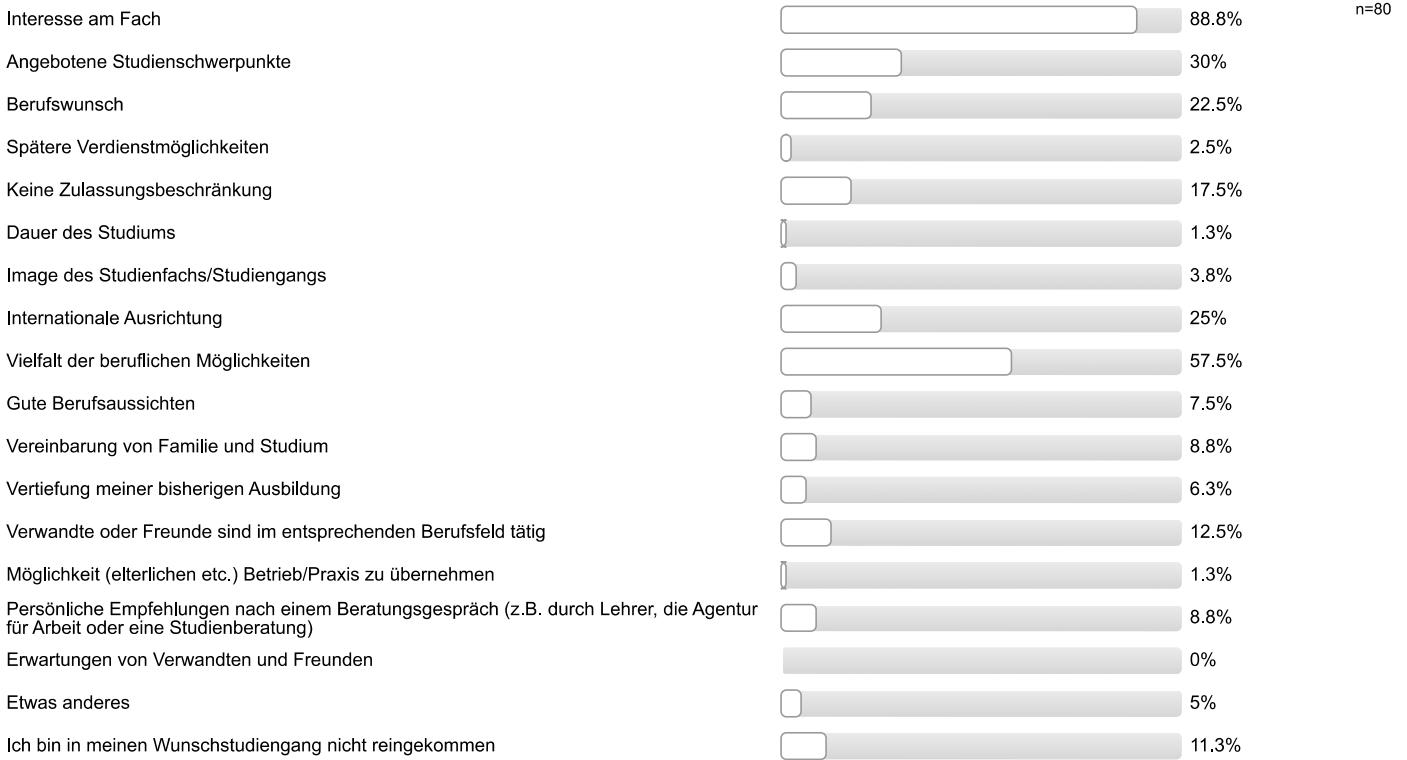 Interesse am Fach 88.8% n=80
Angebotene Studienschwerpunkte 30%
Berufswunsch 22.5%
Spätere Verdienstmöglichkeiten 2.5%
Keine Zulassungsbeschränkung 17.5%
Dauer des Studiums 1.3%
Image des Studienfachs/Studiengangs 3.8%
Internationale Ausrichtung 25%
Vielfalt der beruflichen Möglichkeiten 57.5%
Gute Berufsaussichten 7.5%
Vereinbarung von Familie und Studium 8.8%
Vertiefung meiner bisherigen Ausbildung 6.3%
Verwandte oder Freunde sind im entsprechenden Berufsfeld tätig 12.5%
Möglichkeit (elterlichen etc.) Betrieb/Praxis zu übernehmen 1.3%
Persönliche Empfehlungen nach einem Beratungsgespräch (z.B. durch Lehrer, die Agentur
für Arbeit oder eine Studienberatung) 8.8%
Erwartungen von Verwandten und Freunden 0%
Etwas anderes 5%
Ich bin in meinen Wunschstudiengang nicht reingekommen 11.3%